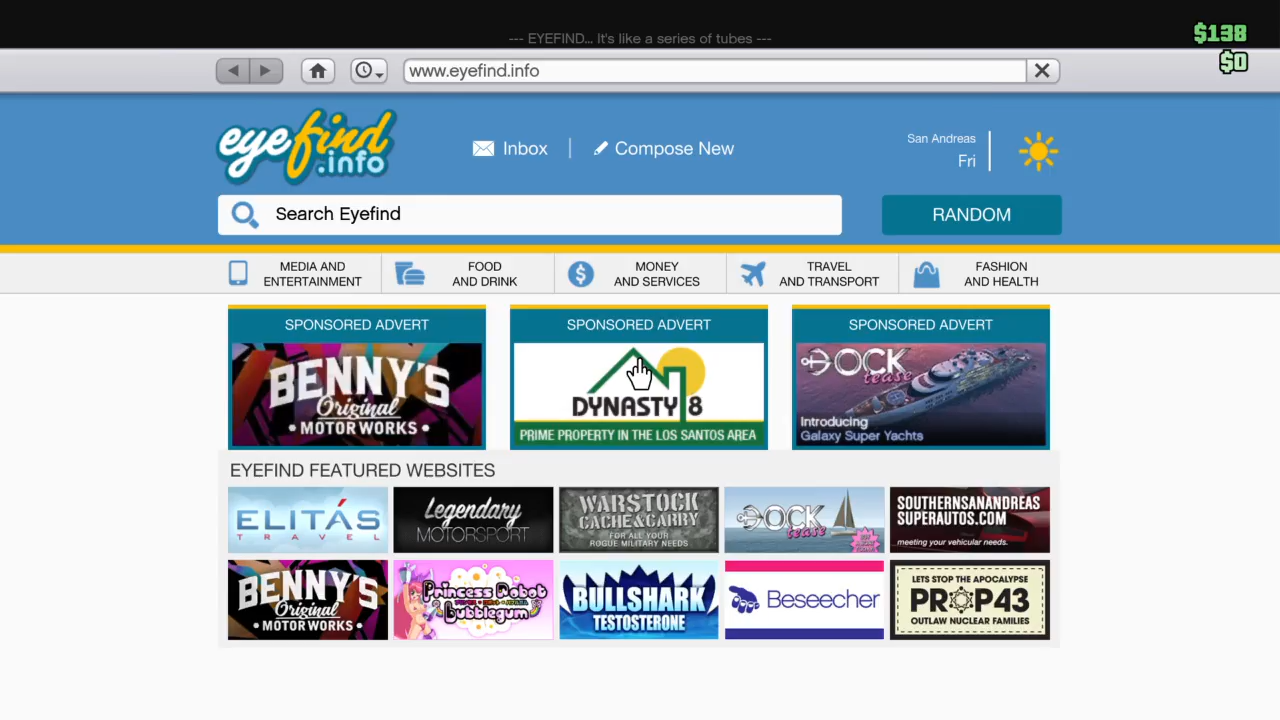 --- EYEFIND... It's like a series of tubes ---
$138
$0
www.eyefind.info
eyefind
.info
Inbox
Compose New
San Andreas
Fri
Search Eyefind
RANDOM
MEDIA AND
ENTERTAINMENT
FOOD
AND DRINK
MONEY
AND SERVICES
TRAVEL
AND TRANSPORT
FASHION
AND HEALTH
SPONSORED ADVERT
BENNY'S
Original
• MOTOR WORKS •
SPONSORED ADVERT
DYNASTY 8
PRIME PROPERTY IN THE LOS SANTOS AREA
SPONSORED ADVERT
DOCK
tease
Introducing
Galaxy Super Yachts
EYEFIND FEATURED WEBSITES
ELITÁS
TRAVEL
Legendary
MOTORSPORT
WARSTOCK
CACHE&CARRY
FOR ALL YOUR
ROGUE MILITARY NEEDS
DOCK
tease
SOUTHERNSANANDREAS
SUPERAUTOS.COM
meeting your vehicular needs.
BENNY'S
Original
• MOTOR WORKS •
Princess Robot
Bubblegum
BULLSHARK
TESTOSTERONE
Beseecher
LETS STOP THE APOCALYPSE
PROP43
OUTLAW NUCLEAR FAMILIES